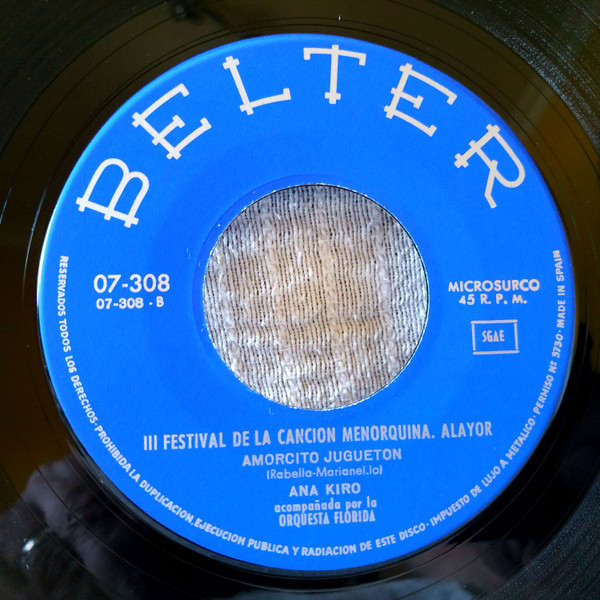 BELTER
07-308
07-308 - B
MICROSURCO
45 R. P. M.
SGAE
III FESTIVAL DE LA CANCION MENORQUINA. ALAYOR
AMORCITO JUGUETON
(Rabella-Marianel.lo)
ANA KIRO
acompañada por la
ORQUESTA FLORIDA
RESERVADOS TODOS LOS DERECHOS·PROHIBIDA LA DUPLICACION, EJECUCION PUBLICA Y RADIACION DE ESTE DISCO·IMPUESTO DE LUJO A METALICO·PERMISO Nº 3750·MADE IN SPAIN